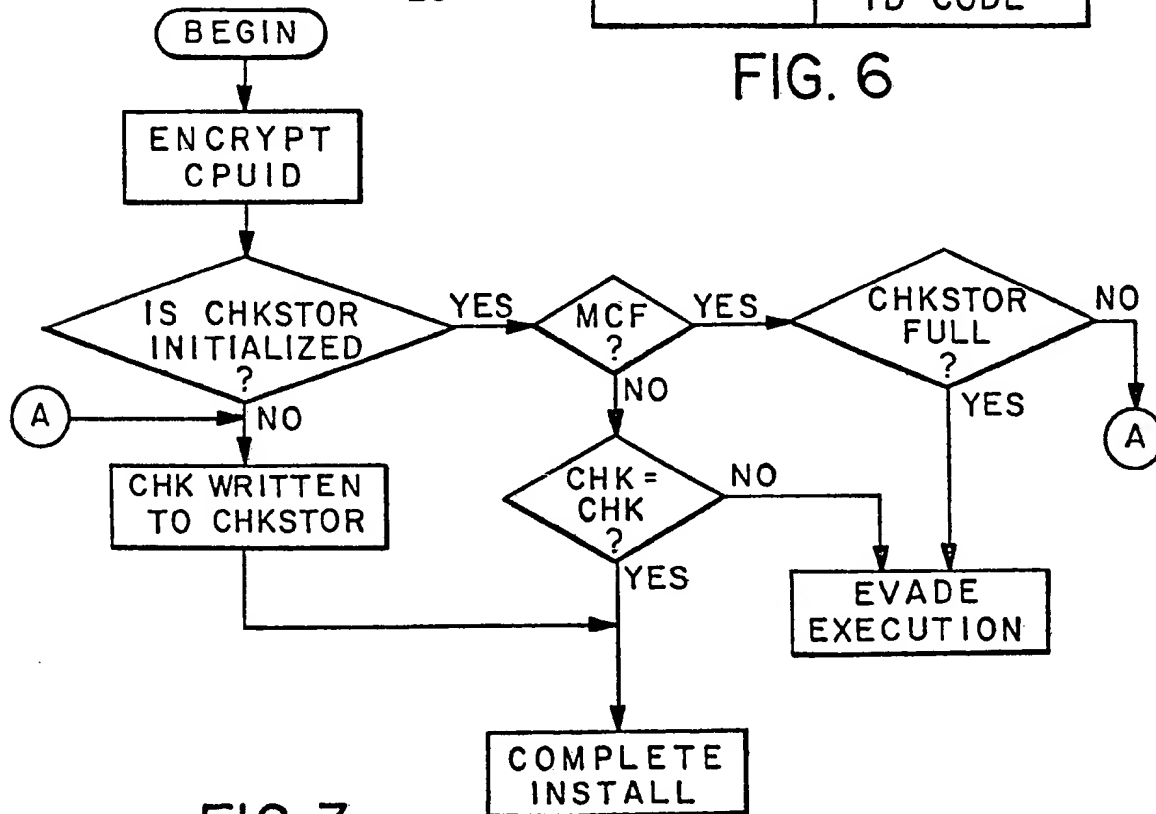 BEGIN
FIG. 6
ENCRYPT
CPUID
IS CHKSTOR
INITIALIZED
?
YES
MCF
?
YES
CHKSTOR
FULL
?
NO
A
NO
NO
YES
A
CHK WRITTEN
TO CHKSTOR
CHK =
CHK
?
NO
YES
EVADE
EXECUTION
COMPLETE
INSTALL